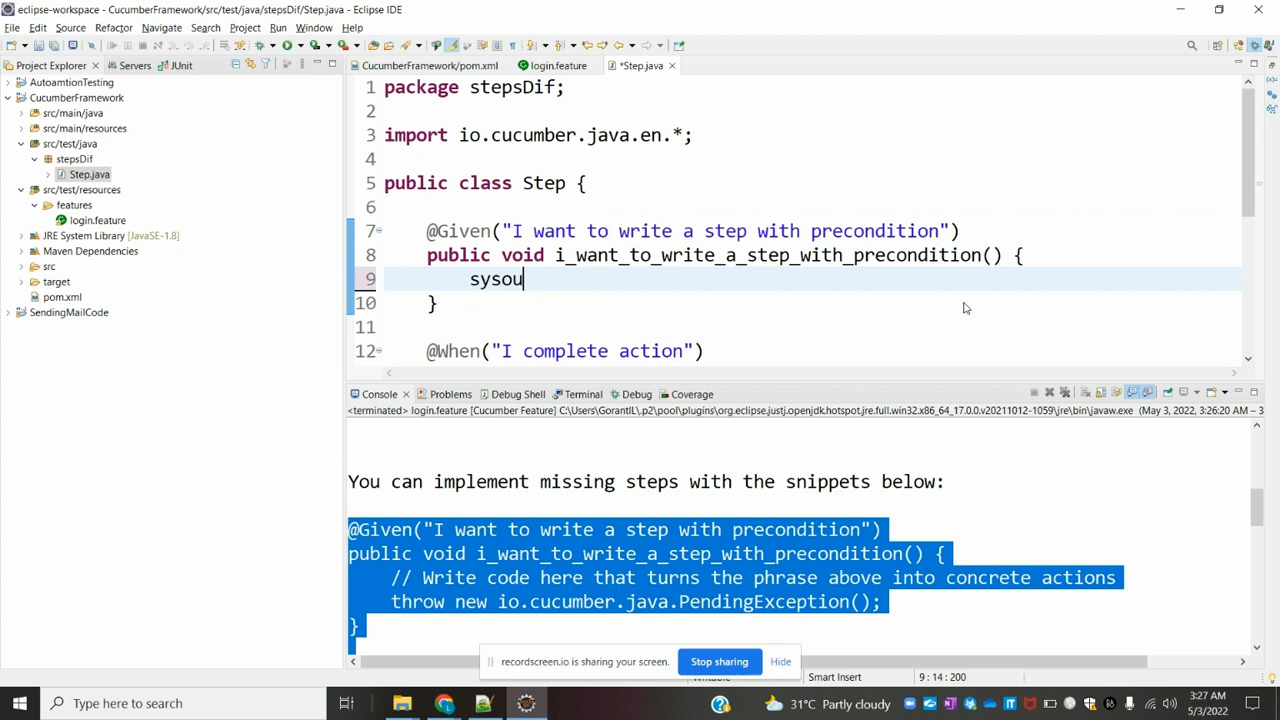 eclipse-workspace - CucumberFramework/src/test/java/stepsDif/Step.java - Eclipse IDE
File Edit Source Refactor Navigate Search Project Run Window Help
Project Explorer Servers JUnit
CucumberFramework/pom.xml login.feature *Step.java
AutoamtionTesting
CucumberFramework
src/main/java
src/main/resources
src/test/java
stepsDif
Step.java
src/test/resources
features
login.feature
JRE System Library [JavaSE-1.8]
Maven Dependencies
src
target
pom.xml
SendingMailCode
1 package stepsDif;
2
3 import io.cucumber.java.en.*;
4
5 public class Step {
6
7 @Given("I want to write a step with precondition")
8 public void i_want_to_write_a_step_with_precondition() {
9 sysou
10 }
11
12 @When("I complete action")
Console Problems Debug Shell Terminal Debug Coverage
<terminated> login.feature [Cucumber Feature] C:\Users\GorantIL\.p2\pool\plugins\org.eclipse.justj.openjdk.hotspot.jre.full.win32.x86_64_17.0.0.v20211012-1059\jre\bin\javaw.exe (May 3, 2022, 3:26:20 AM – 3
You can implement missing steps with the snippets below:
@Given("I want to write a step with precondition")
public void i_want_to_write_a_step_with_precondition() {
// Write code here that turns the phrase above into concrete actions
throw new io.cucumber.java.PendingException();
}
recordscreen.io is sharing your screen. Stop sharing Hide
Smart Insert 9 : 14 : 200
Type here to search
31°C Partly cloudy
3:27 AM
5/3/2022